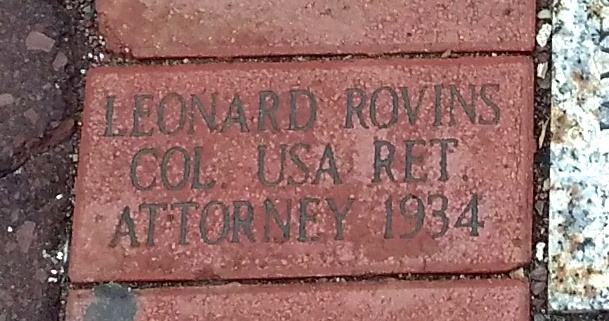 LEONARD ROVINS
COL. USA RET.
ATTORNEY 1934